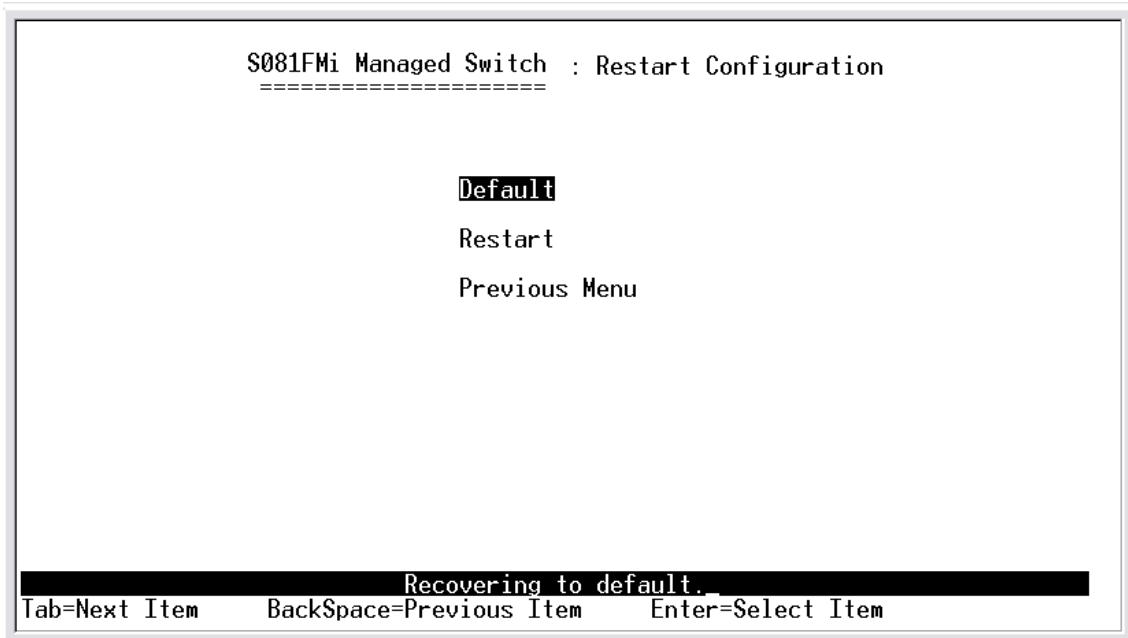 S081FMi Managed Switch : Restart Configuration
=====================
Default
Restart
Previous Menu
Recovering to default._
Tab=Next Item BackSpace=Previous Item Enter=Select Item